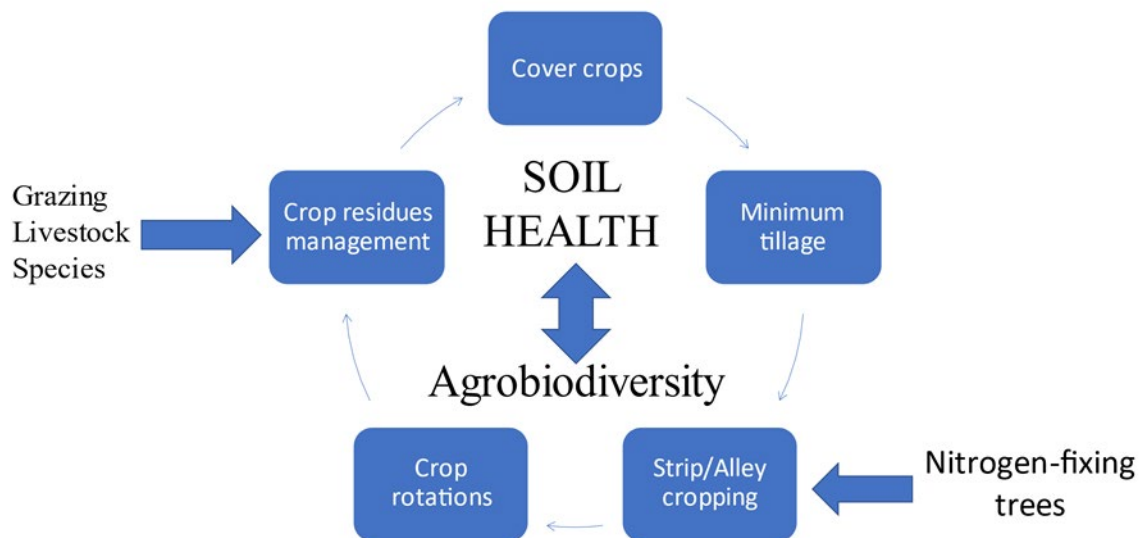 Cover crops
SOIL
HEALTH
Grazing
Livestock
Species
Crop residues
management
Minimum
tillage
Agrobiodiversity
Crop
rotations
Strip/Alley
cropping
Nitrogen-fixing
trees